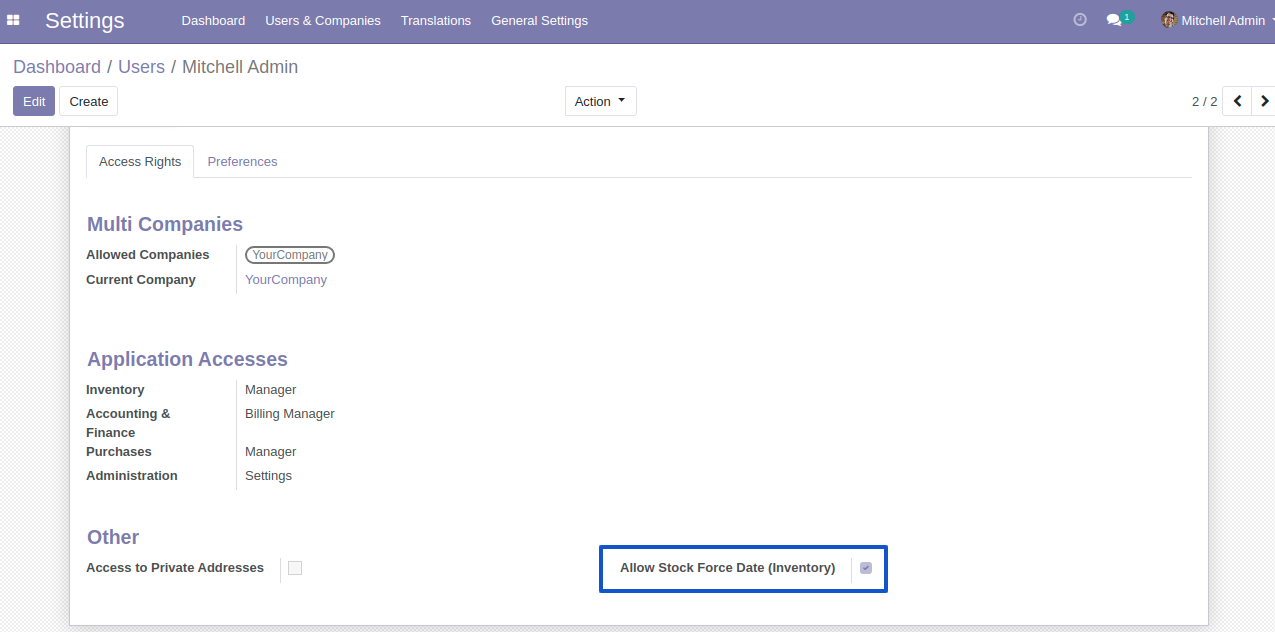 Settings Dashboard Users & Companies Translations General Settings 1 Mitchell Admin
Dashboard / Users / Mitchell Admin
Edit Create Action 2 / 2
Access Rights Preferences
Multi Companies
Allowed Companies YourCompany
Current Company YourCompany
Application Accesses
Inventory Manager
Accounting & Billing Manager
Finance
Purchases Manager
Administration Settings
Other
Access to Private Addresses Allow Stock Force Date (Inventory)